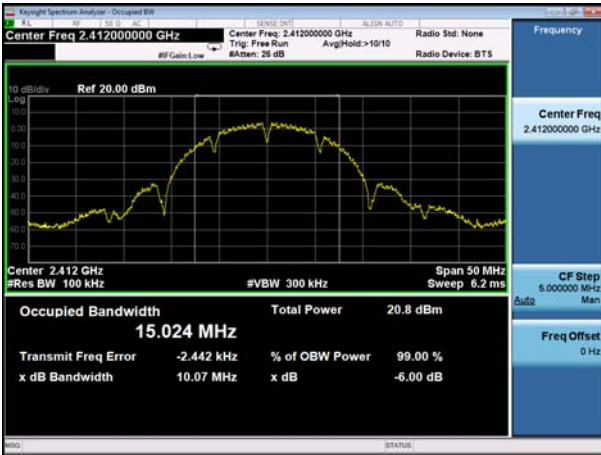 Keysight Spectrum Analyzer - Occupied BW
RL RF 50 Ω AC SENSE:INT ALIGN AUTO
Center Freq 2.412000000 GHz Center Freq: 2.412000000 GHz Radio Std: None Frequency
Trig: Free Run Avg|Hold:>10/10
#IFGain:Low #Atten: 26 dB Radio Device: BTS
10 dB/div Ref 20.00 dBm
Log
10.0
0.00
Center Freq
2.412000000 GHz
Center 2.412 GHz Span 50 MHz
#Res BW 100 kHz #VBW 300 kHz Sweep 6.2 ms
CF Step
5.000000 MHz
Auto Man
Occupied Bandwidth Total Power 20.8 dBm
15.024 MHz
Freq Offset
0 Hz
Transmit Freq Error -2.442 kHz % of OBW Power 99.00 %
x dB Bandwidth 10.07 MHz x dB -6.00 dB
MSG STATUS